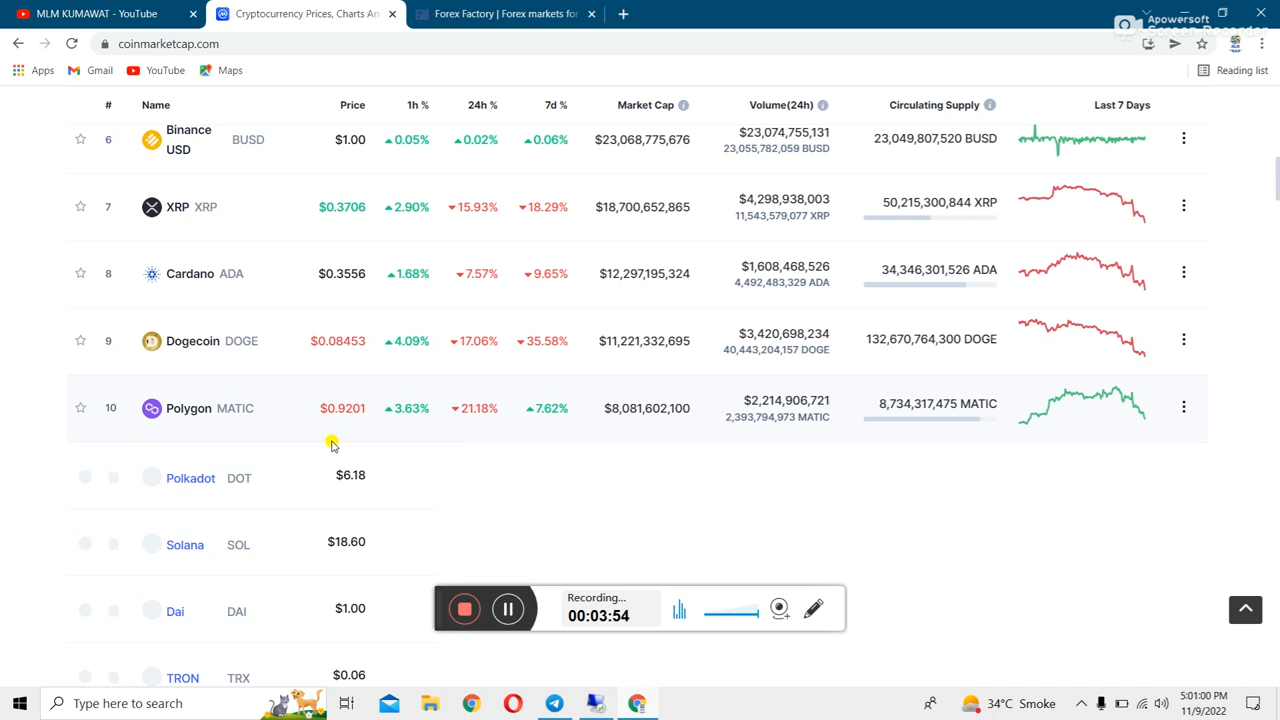 MLM KUMAWAT - YouTube
Cryptocurrency Prices, Charts An
Forex Factory | Forex markets for
Apowersoft
Screen Recorder
coinmarketcap.com
Apps Gmail YouTube Maps Reading list
# Name Price 1h % 24h % 7d % Market Cap Volume(24h) Circulating Supply Last 7 Days
6 Binance USD BUSD $1.00 0.05% 0.02% 0.06% $23,068,775,676 $23,074,755,131 23,049,807,520 BUSD
23,055,782,059 BUSD
7 XRP XRP $0.3706 2.90% 15.93% 18.29% $18,700,652,865 $4,298,938,003 50,215,300,844 XRP
11,543,579,077 XRP
8 Cardano ADA $0.3556 1.68% 7.57% 9.65% $12,297,195,324 $1,608,468,526 34,346,301,526 ADA
4,492,483,329 ADA
9 Dogecoin DOGE $0.08453 4.09% 17.06% 35.58% $11,221,332,695 $3,420,698,234 132,670,764,300 DOGE
40,443,204,157 DOGE
10 Polygon MATIC $0.9201 3.63% 21.18% 7.62% $8,081,602,100 $2,214,906,721 8,734,317,475 MATIC
2,393,794,973 MATIC
Polkadot DOT $6.18
Solana SOL $18.60
Dai DAI $1.00
TRON TRX $0.06
Recording...
00:03:54
Type here to search
34°C Smoke
5:01:00 PM
11/9/2022